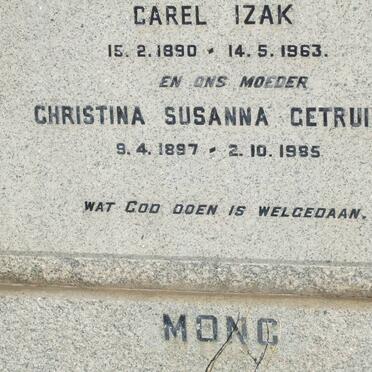 CAREL IZAK
15.2.1890 - 14.5.1963.
EN ONS MOEDER
CHRISTINA SUSANNA GETRUI
9.4.1897 - 2.10.1985
WAT GOD DOEN IS WELGEDAAN.
MONG